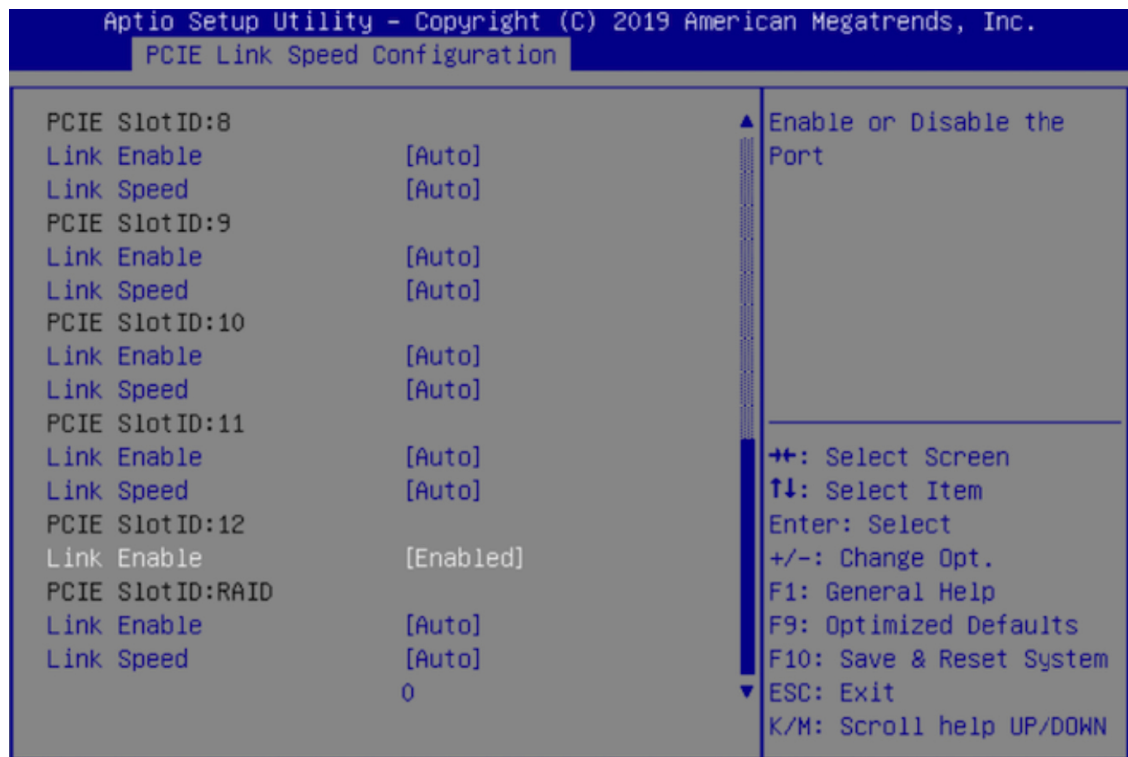 Aptio Setup Utility – Copyright (C) 2019 American Megatrends, Inc.
PCIE Link Speed Configuration
PCIE SlotID:8
Link Enable [Auto]
Link Speed [Auto]
PCIE SlotID:9
Link Enable [Auto]
Link Speed [Auto]
PCIE SlotID:10
Link Enable [Auto]
Link Speed [Auto]
PCIE SlotID:11
Link Enable [Auto]
Link Speed [Auto]
PCIE SlotID:12
Link Enable [Enabled]
PCIE SlotID:RAID
Link Enable [Auto]
Link Speed [Auto]
0
Enable or Disable the
Port
→←: Select Screen
↑↓: Select Item
Enter: Select
+/-: Change Opt.
F1: General Help
F9: Optimized Defaults
F10: Save & Reset System
ESC: Exit
K/M: Scroll help UP/DOWN